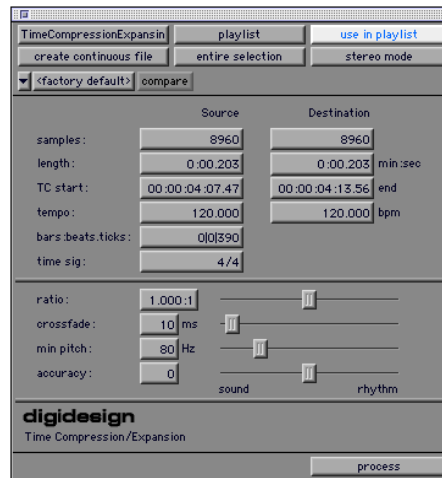 TimeCompressionExpansin playlist use in playlist
create continuous file entire selection stereo mode
<factory default> compare
Source Destination
samples: 8960 8960
length: 0:00.203 0:00.203 min:sec
TC start: 00:00:04:07.47 00:00:04:13.56 end
tempo: 120.000 120.000 bpm
bars:beats.ticks: 0|0|390
time sig: 4/4
ratio: 1.000:1
crossfade: 10 ms
min pitch: 80 Hz
accuracy: 0
sound rhythm
digidesign
Time Compression/Expansion
process